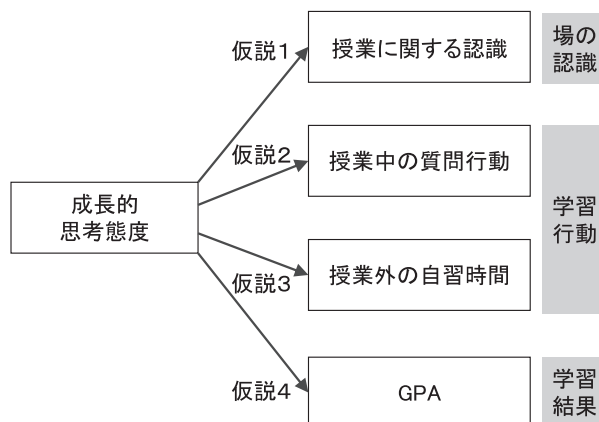 仮説1
授業に関する認識
場の
認識
仮説2
授業中の質問行動
成長的
思考態度
学習
行動
仮説3
授業外の自習時間
仮説4
GPA
学習
結果